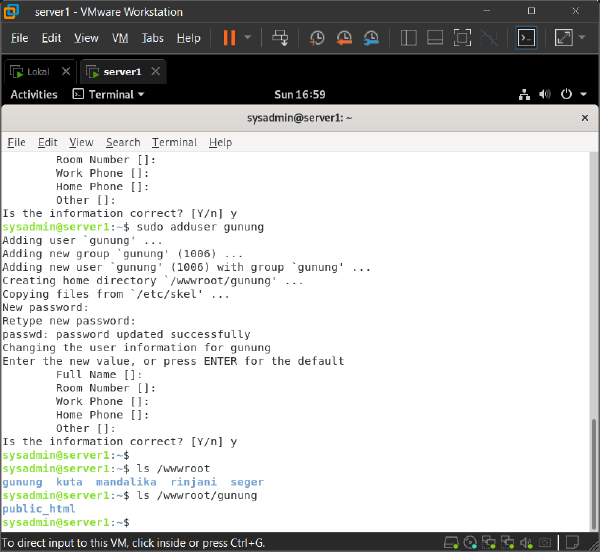 server1 - VMware Workstation
File Edit View VM Tabs Help
Lokal server1
Activities Terminal Sun 16:59
sysadmin@server1: ~
File Edit View Search Terminal Help
Room Number []:
Work Phone []:
Home Phone []:
Other []:
Is the information correct? [Y/n] y
sysadmin@server1:~$ sudo adduser gunung
Adding user `gunung' ...
Adding new group `gunung' (1006) ...
Adding new user `gunung' (1006) with group `gunung' ...
Creating home directory `/wwwroot/gunung' ...
Copying files from `/etc/skel' ...
New password:
Retype new password:
passwd: password updated successfully
Changing the user information for gunung
Enter the new value, or press ENTER for the default
Full Name []:
Room Number []:
Work Phone []:
Home Phone []:
Other []:
Is the information correct? [Y/n] y
sysadmin@server1:~$
sysadmin@server1:~$ ls /wwwroot
gunung kuta mandalika rinjani seger
sysadmin@server1:~$ ls /wwwroot/gunung
public_html
sysadmin@server1:~$
To direct input to this VM, click inside or press Ctrl+G.